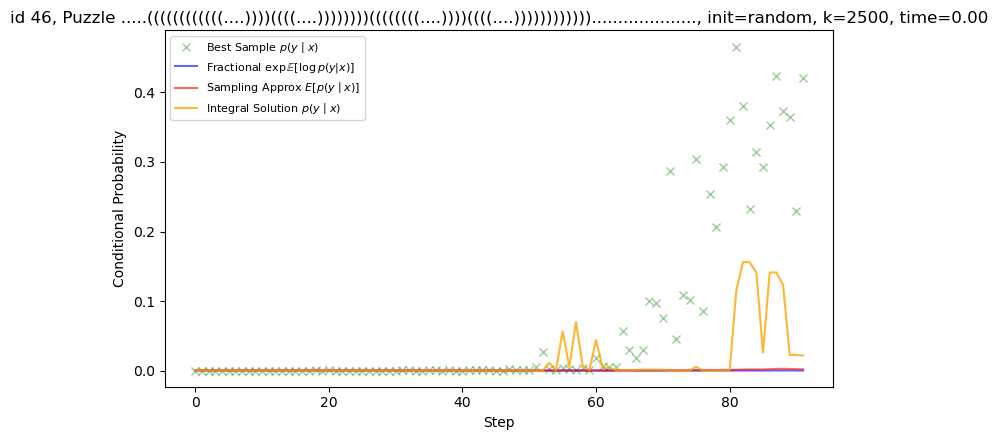 id 46, Puzzle .....((((((((((((....))))((((....))))))))((((((((....))))((((....))))))))))))....................., init=random, k=2500, time=0.00
Best Sample p(y | x)
Fractional exp𝔼[log p(y|x)]
Sampling Approx E[p(y | x)]
Integral Solution p(y | x)
Conditional Probability
0.4
0.3
0.2
0.1
0.0
0 20 40 60 80
Step